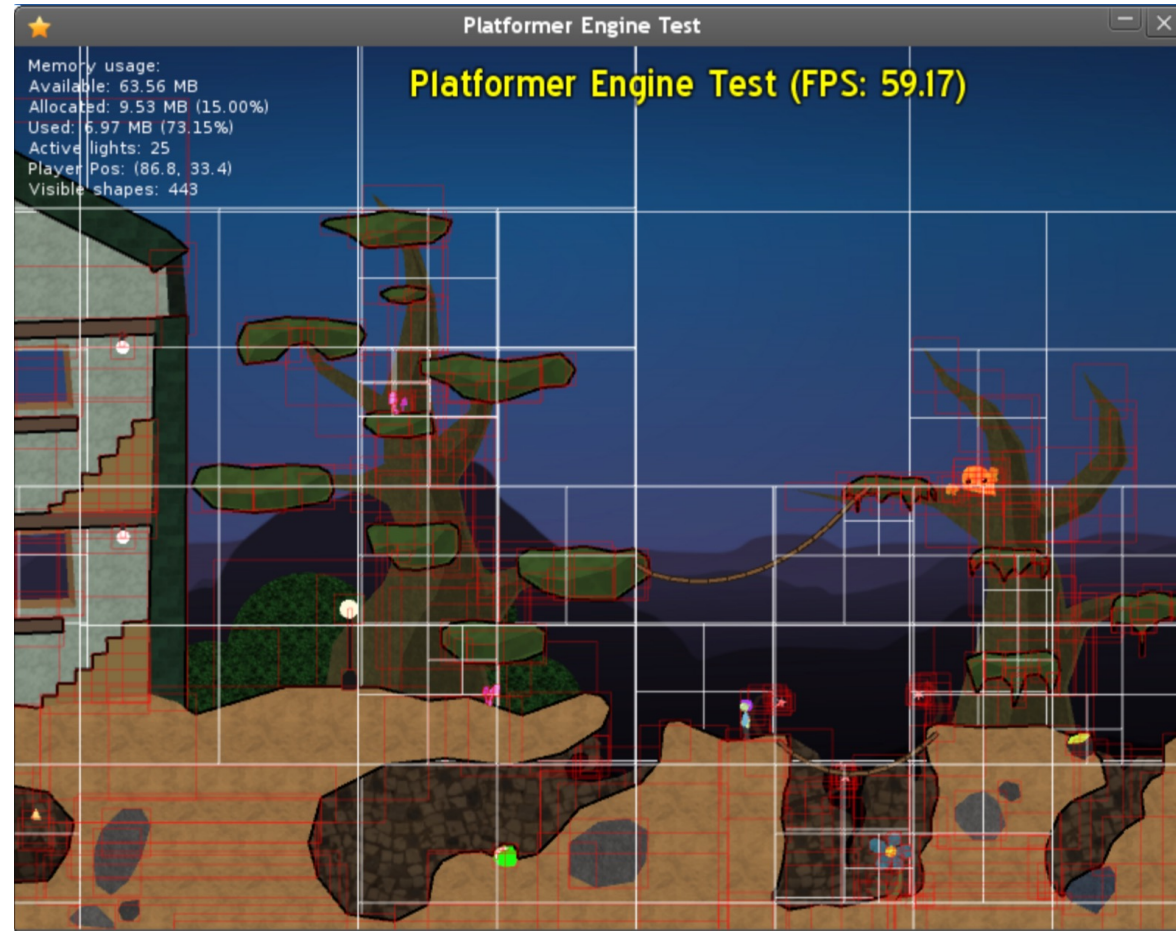 Platformer Engine Test
Platformer Engine Test (FPS: 59.17)
Memory usage:
Available: 63.56 MB
Allocated: 9.53 MB (15.00%)
Used: 6.97 MB (73.15%)
Active lights: 25
Player Pos: (86.8, 33.4)
Visible shapes: 443